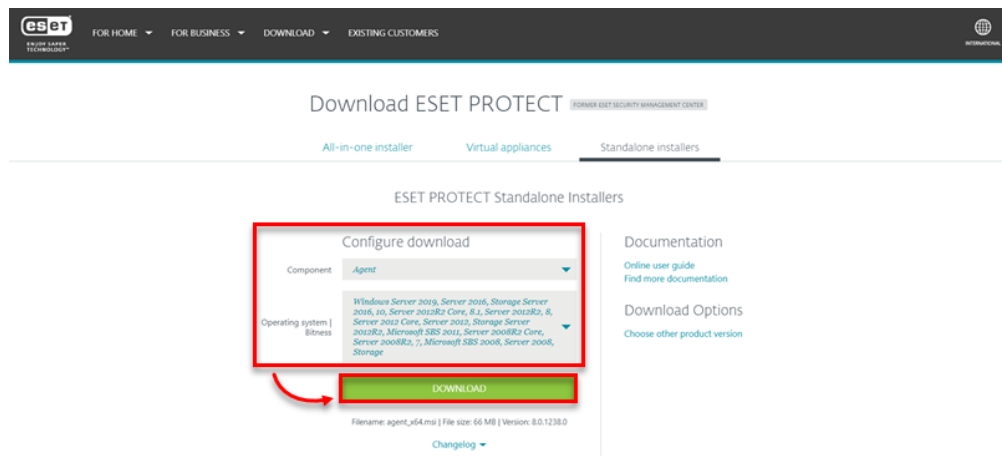 eseT
ENJOY SAFER
TECHNOLOGY™
FOR HOME
FOR BUSINESS
DOWNLOAD
EXISTING CUSTOMERS
INTERNATIONAL
Download ESET PROTECT
FORMER ESET SECURITY MANAGEMENT CENTER
All-in-one installer
Virtual appliances
Standalone installers
ESET PROTECT Standalone Installers
Configure download
Component
Agent
Operating system |
Bitness
Windows Server 2019, Server 2016, Storage Server
2016, 10, Server 2012R2 Core, 8.1, Server 2012R2, 8,
Server 2012 Core, Server 2012, Storage Server
2012R2, Microsoft SBS 2011, Server 2008R2 Core,
Server 2008R2, 7, Microsoft SBS 2008, Server 2008,
Storage
DOWNLOAD
Filename: agent_x64.msi | File size: 66 MB | Version: 8.0.1238.0
Changelog
Documentation
Online user guide
Find more documentation
Download Options
Choose other product version